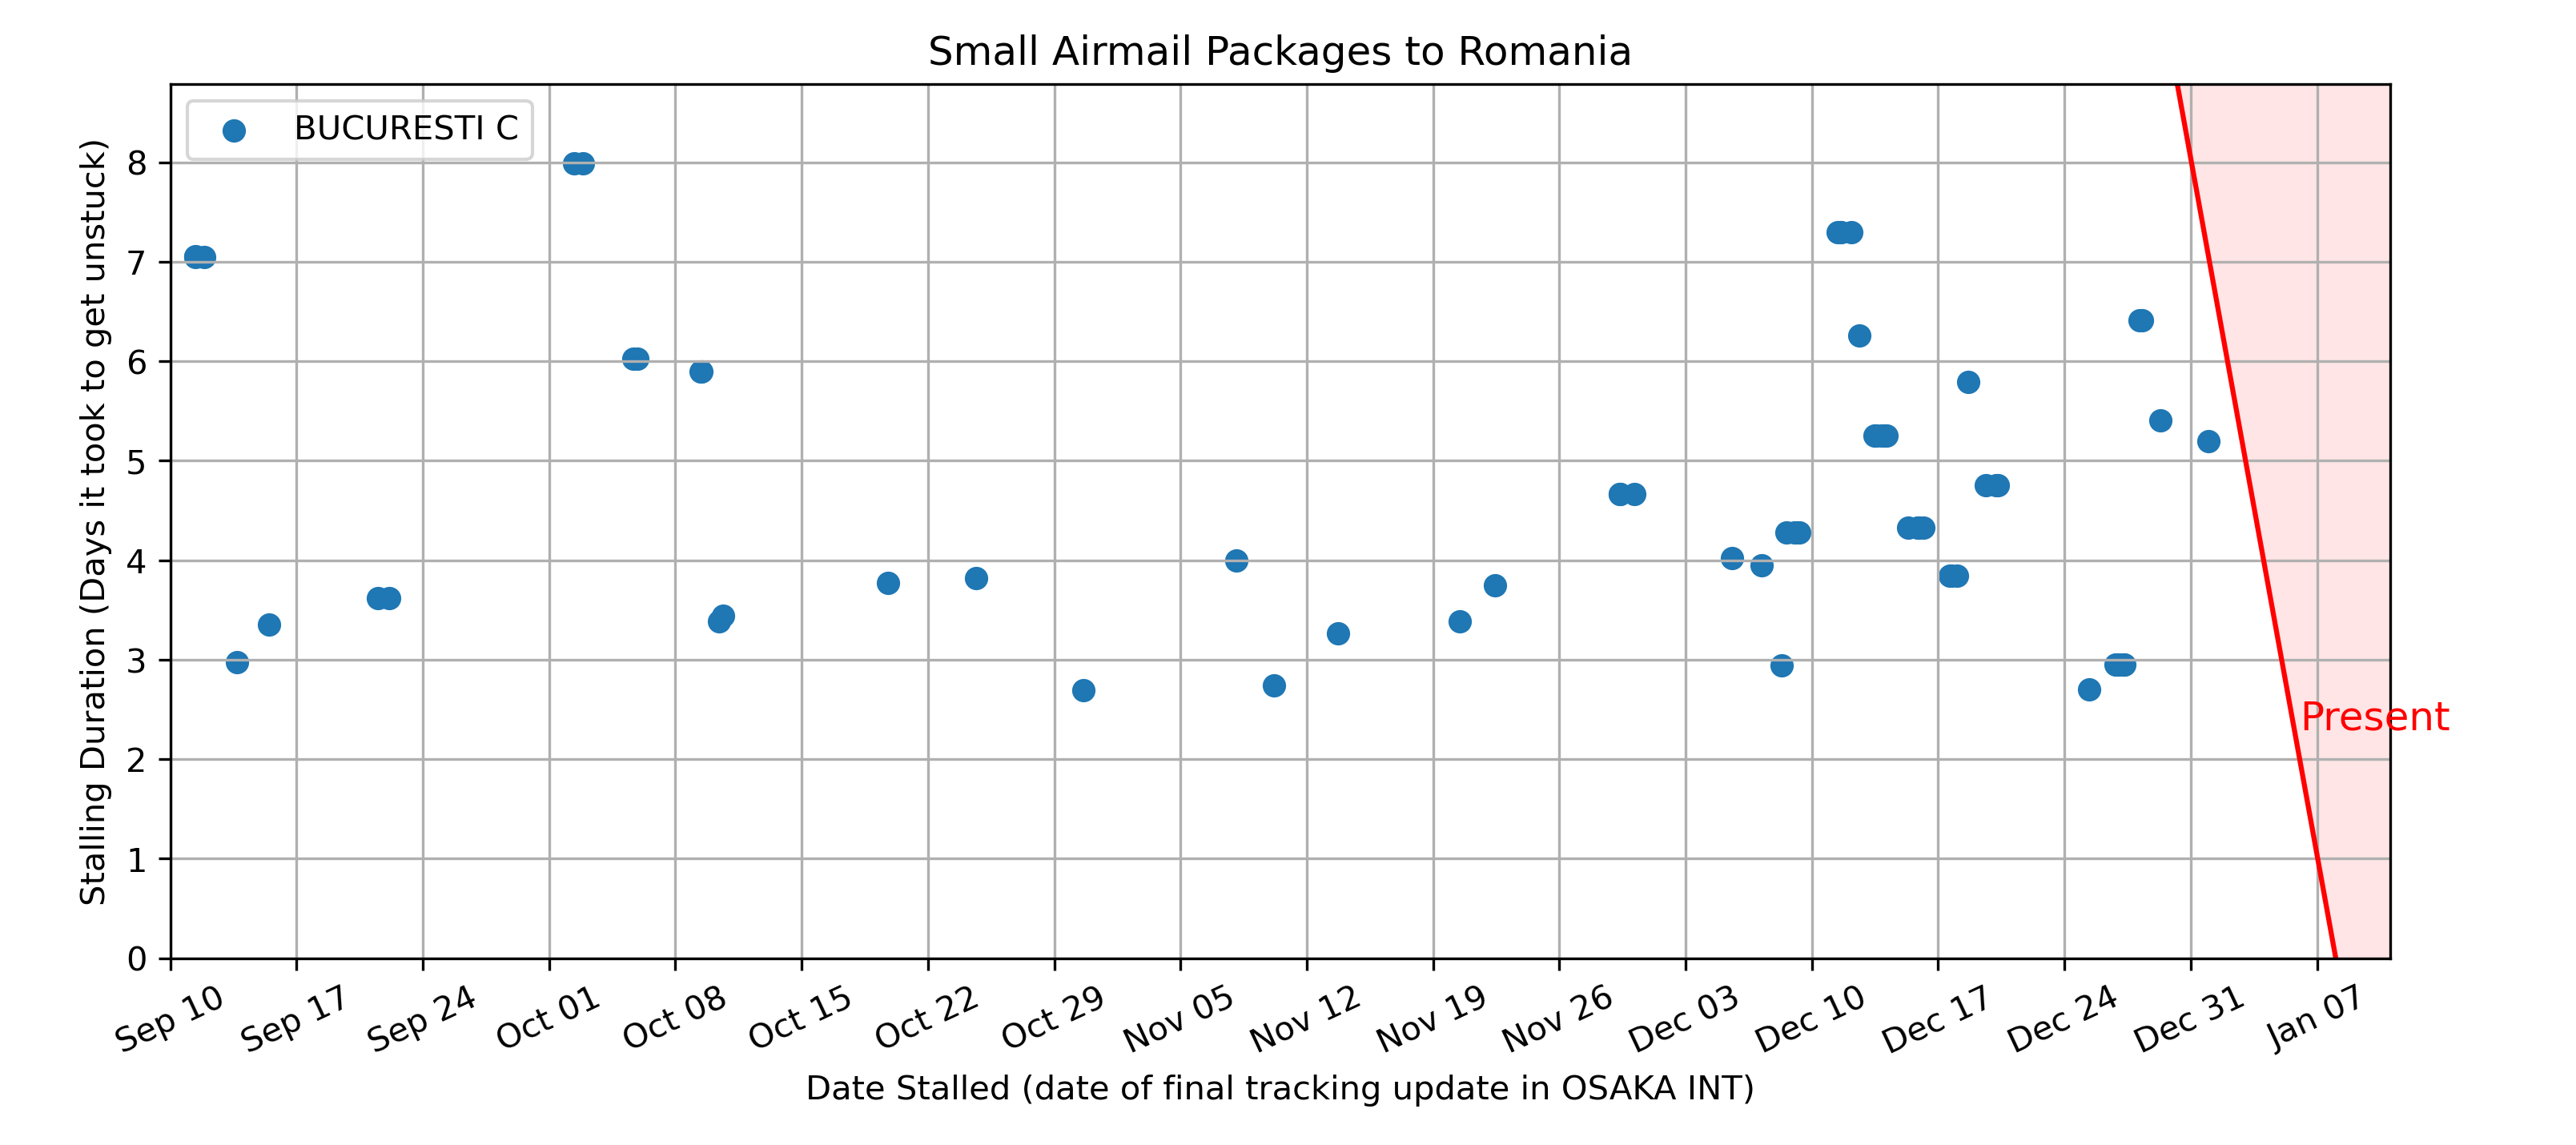 Small Airmail Packages to Romania
BUCURESTI C
Stalling Duration (Days it took to get unstuck)
8
7
6
5
4
3
2
1
0
Present
Sep 10
Sep 17
Sep 24
Oct 01
Oct 08
Oct 15
Oct 22
Oct 29
Nov 05
Nov 12
Nov 19
Nov 26
Dec 03
Dec 10
Dec 17
Dec 24
Dec 31
Jan 07
Date Stalled (date of final tracking update in OSAKA INT)